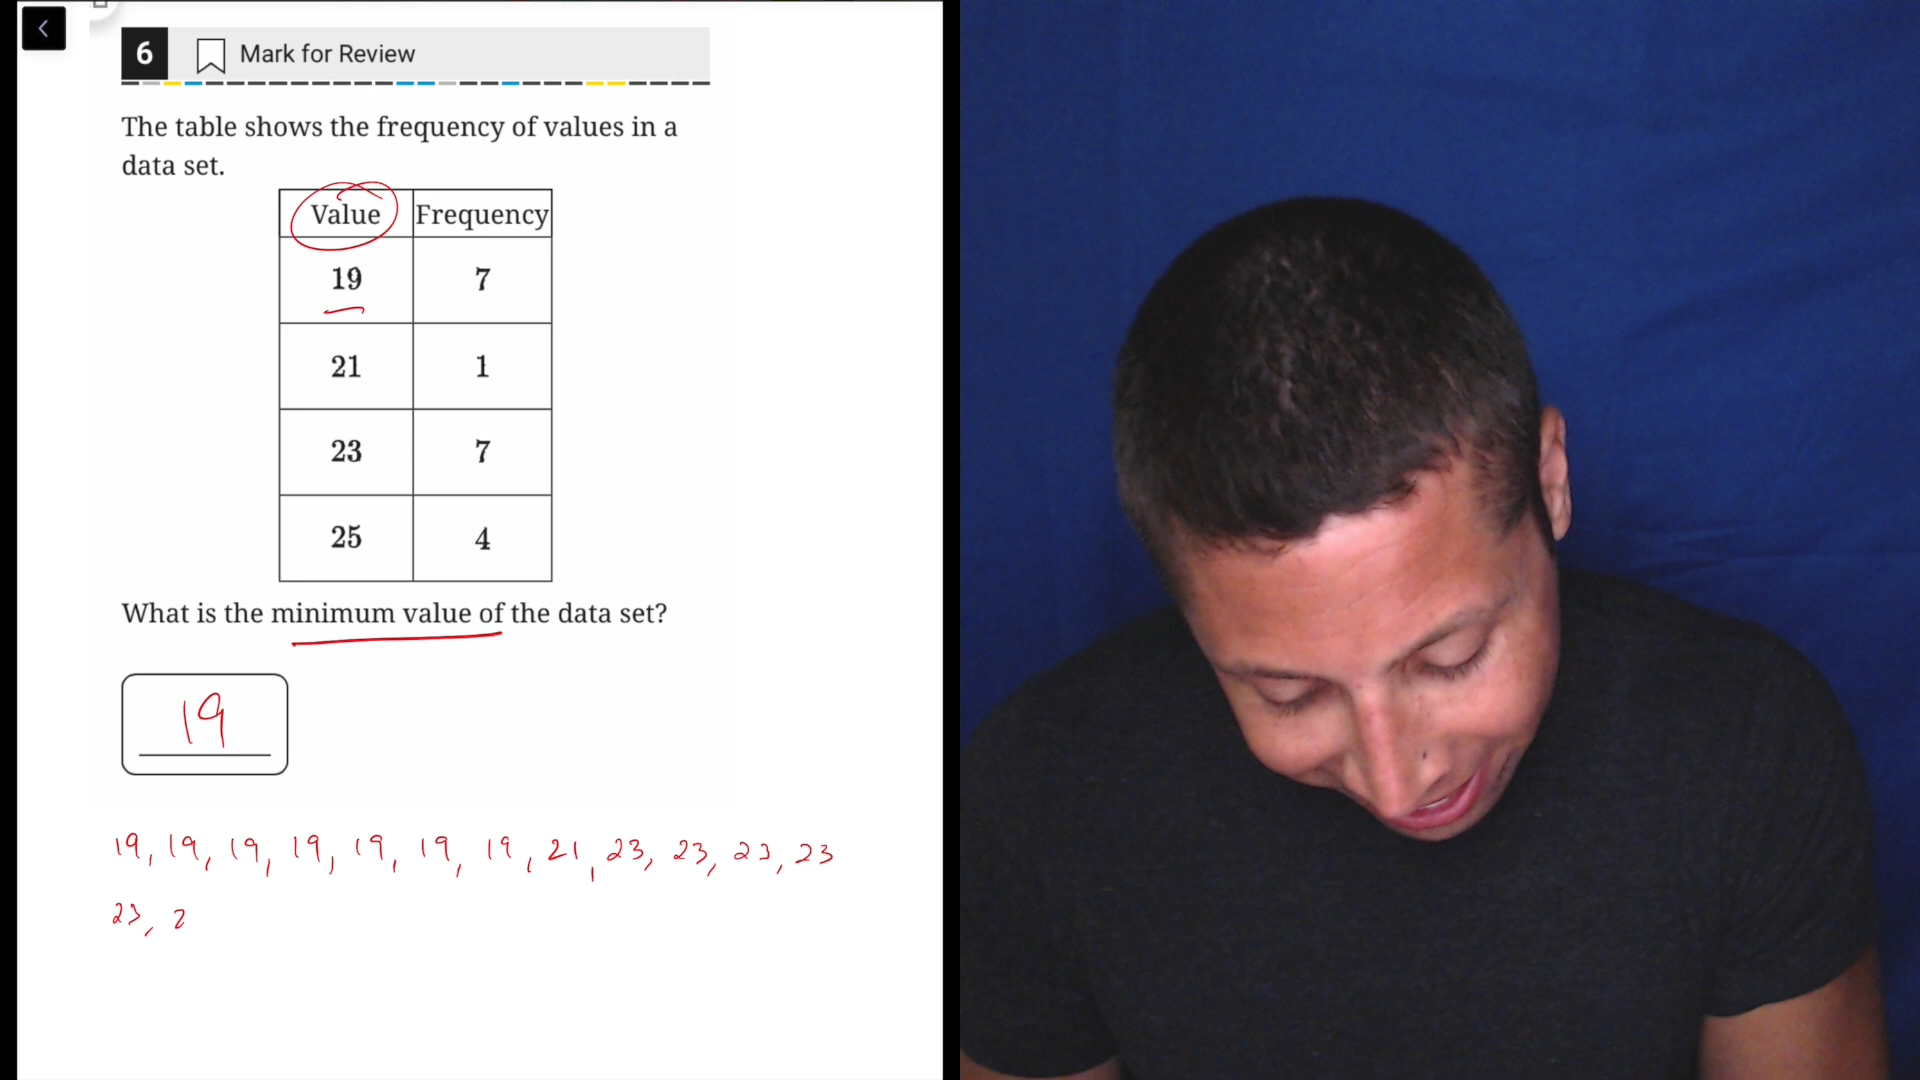 6 Mark for Review
The table shows the frequency of values in a
data set.
Value Frequency
19 7
21 1
23 7
25 4
What is the minimum value of the data set?
19
19, 19, 19, 19, 19, 19, 19, 21, 23, 23, 23, 23
23, 2